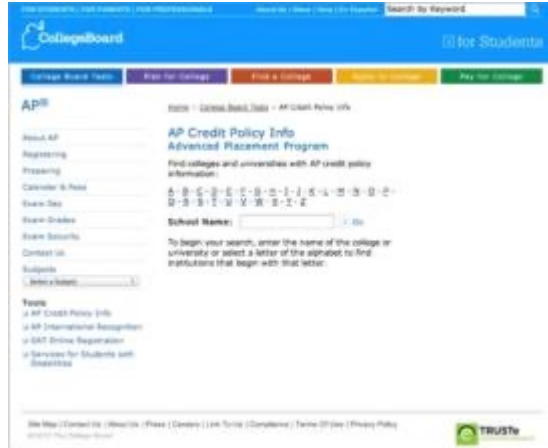 FOR STUDENTS | FOR PARENTS | FOR PROFESSIONALS
Search by Keyword
CollegeBoard
for Students
College Board Tests
Plan for College
Find a College
Apply to College
Pay for College
AP®
Home > College Board Tests > AP Credit Policy Info
AP Credit Policy Info
Advanced Placement Program
Find colleges and universities with AP credit policy
information:
A - B - C - D - E - F - G - H - I - J - K - L - M - N - O - P -
Q - R - S - T - U - V - W - X - Y - Z
School Name:
Go
To begin your search, enter the name of the college or
university or select a letter of the alphabet to find
institutions that begin with that letter.
About AP
Registering
Preparing
Calendar & Fees
Exam Day
Exam Grades
Exam Security
Contact Us
Subjects
Select a Subject
Tools
AP Credit Policy Info
AP International Recognition
SAT Online Registration
Services for Students with
Disabilities
Site Map | Contact Us | About Us | Press | Careers | Link To Us | Compliance | Terms Of Use | Privacy Policy
TRUSTe